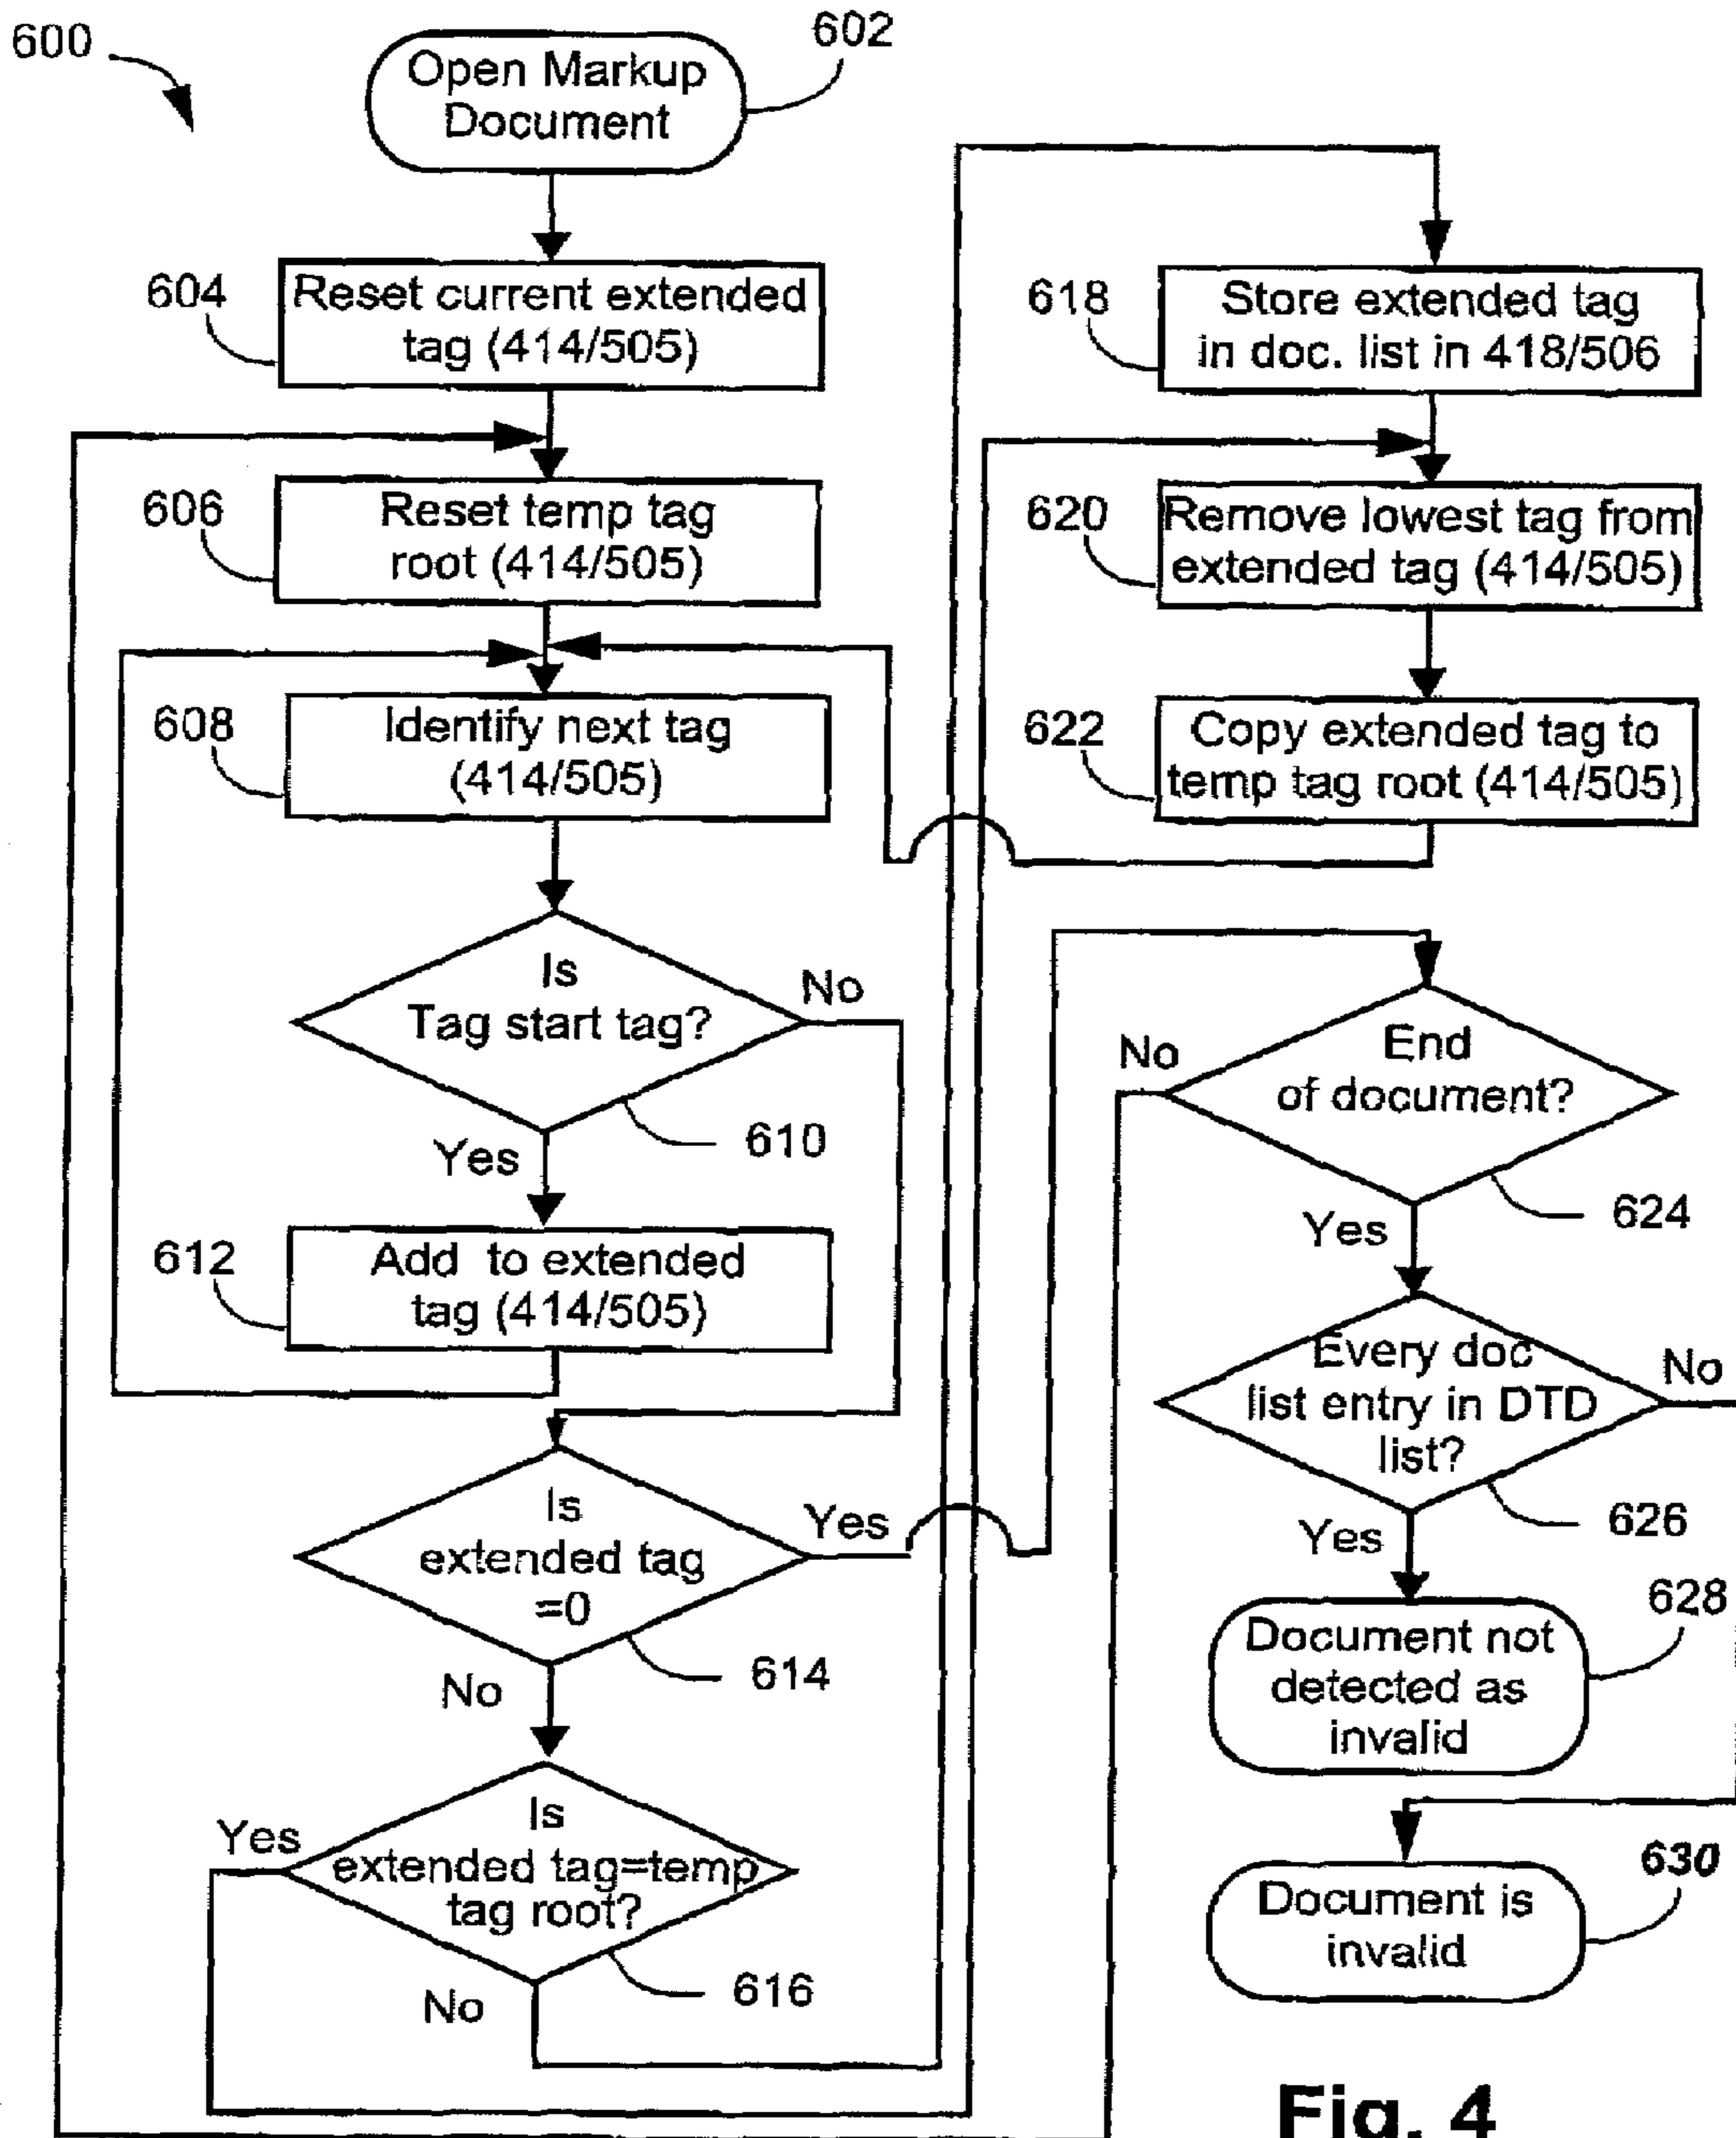 600
602
Open Markup
Document
604
Reset current extended
tag (414/505)
606
Reset temp tag
root (414/505)
608
Identify next tag
(414/505)
Is
Tag start tag?
No
610
Yes
612
Add to extended
tag (414/505)
Is
extended tag
=0
Yes
614
No
Is
extended tag=temp
tag root?
Yes
616
No
618
Store extended tag
in doc. list in 418/506
620
Remove lowest tag from
extended tag (414/505)
622
Copy extended tag to
temp tag root (414/505)
End
of document?
No
624
Yes
Every doc
list entry in DTD
list?
No
626
Yes
628
Document not
detected as
invalid
630
Document is
invalid
Fig. 4